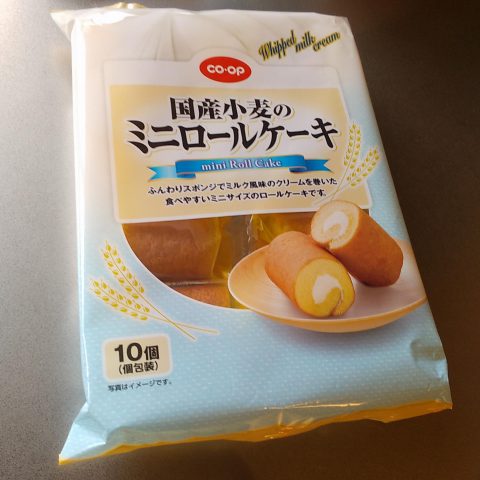 Whipped milk cream
CO・OP
国産小麦の
ミニロールケーキ
mini Roll Cake
ふんわりスポンジでミルク風味のクリームを巻いた
食べやすいミニサイズのロールケーキです。
10個
(個包装)
写真はイメージです。